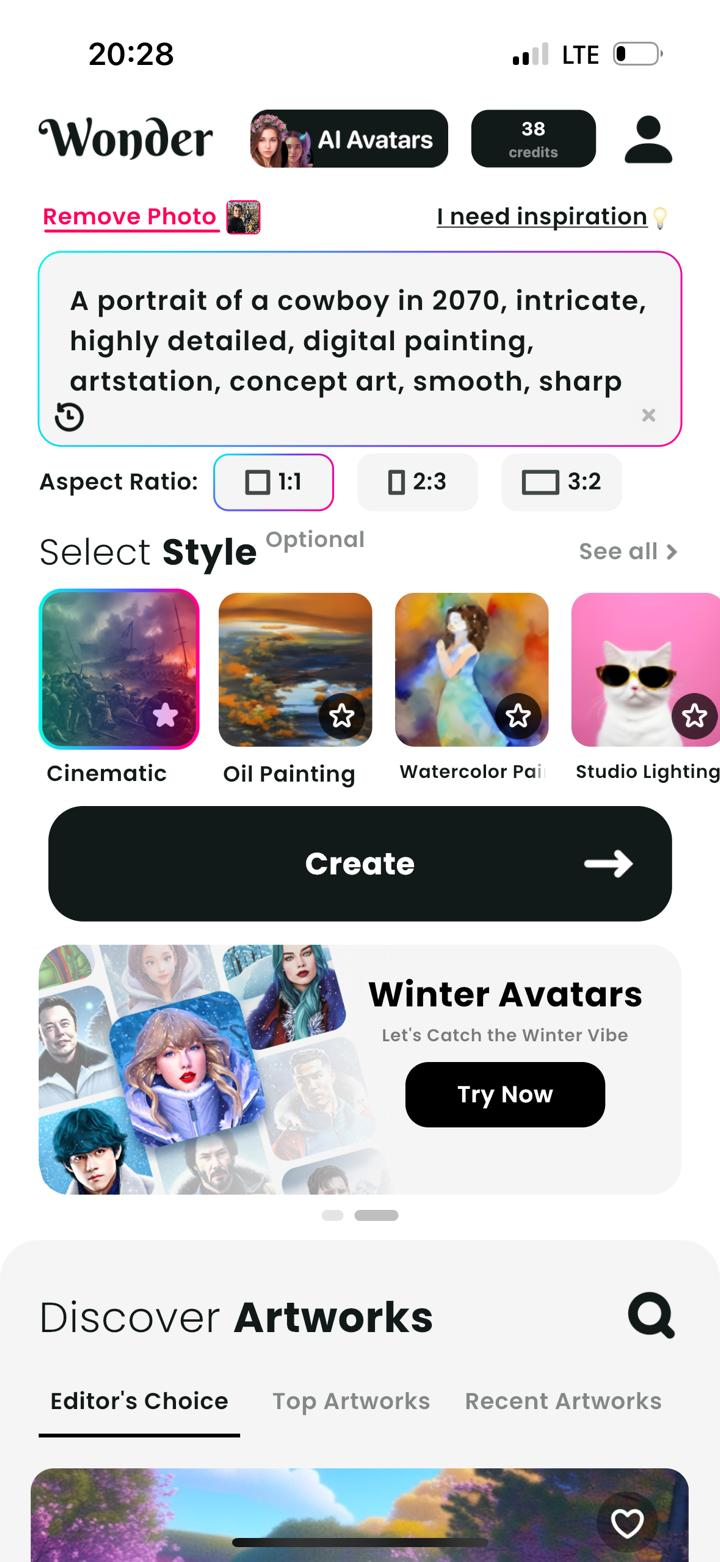 20:28
LTE
Wonder
AI Avatars
38
credits
Remove Photo
I need inspiration
A portrait of a cowboy in 2070, intricate,
highly detailed, digital painting,
artstation, concept art, smooth, sharp
Aspect Ratio:
1:1
2:3
3:2
Select Style Optional
See all
Cinematic
Oil Painting
Watercolor Pai
Studio Lighting
Create
Winter Avatars
Let's Catch the Winter Vibe
Try Now
Discover Artworks
Editor's Choice
Top Artworks
Recent Artworks